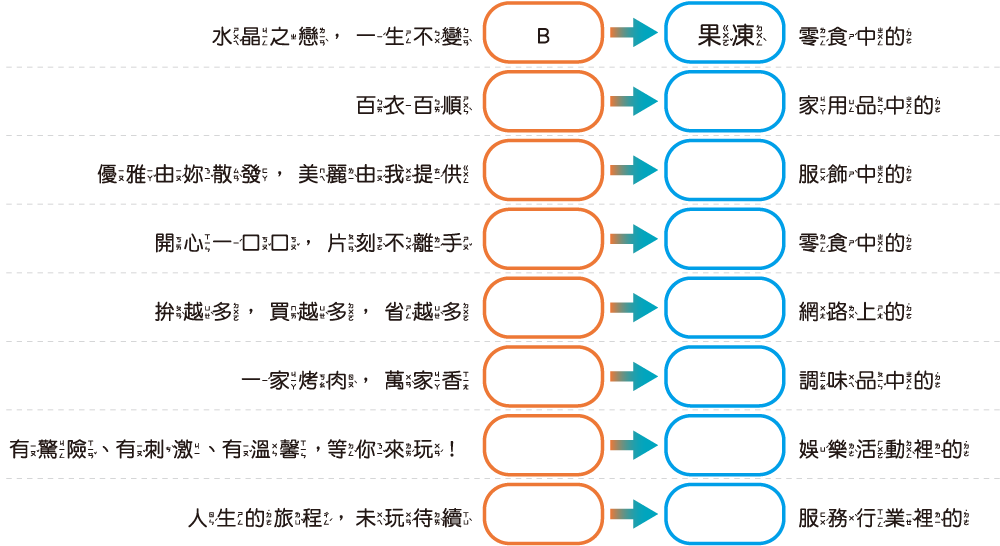 水晶之戀，一生不變 B 果凍 零食中的
百衣百順 家用品中的
優雅由妳散發，美麗由我提供 服飾中的
開心一口口，片刻不離手 零食中的
拚越多，買越多，省越多 網路上的
一家烤肉，萬家香 調味品中的
有驚險、有刺激、有溫馨，等你來玩！ 娛樂活動裡的
人生的旅程，未玩待續 服務行業裡的